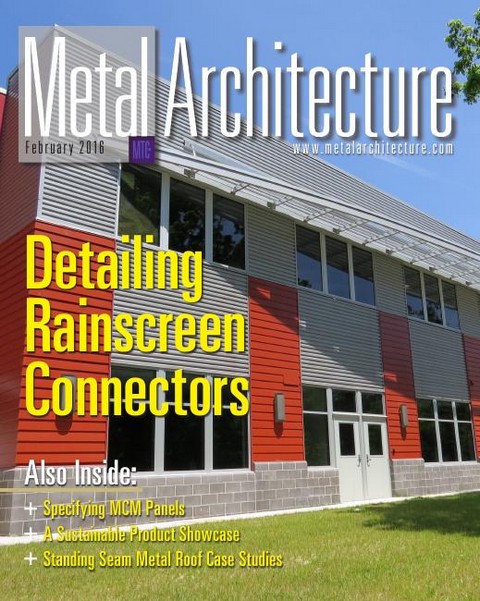 Metal Architecture
February 2016
MTC
www.metalarchitecture.com
Detailing
Rainscreen
Connectors
Also Inside:
+ Specifying MCM Panels
+ A Sustainable Product Showcase
+ Standing Seam Metal Roof Case Studies